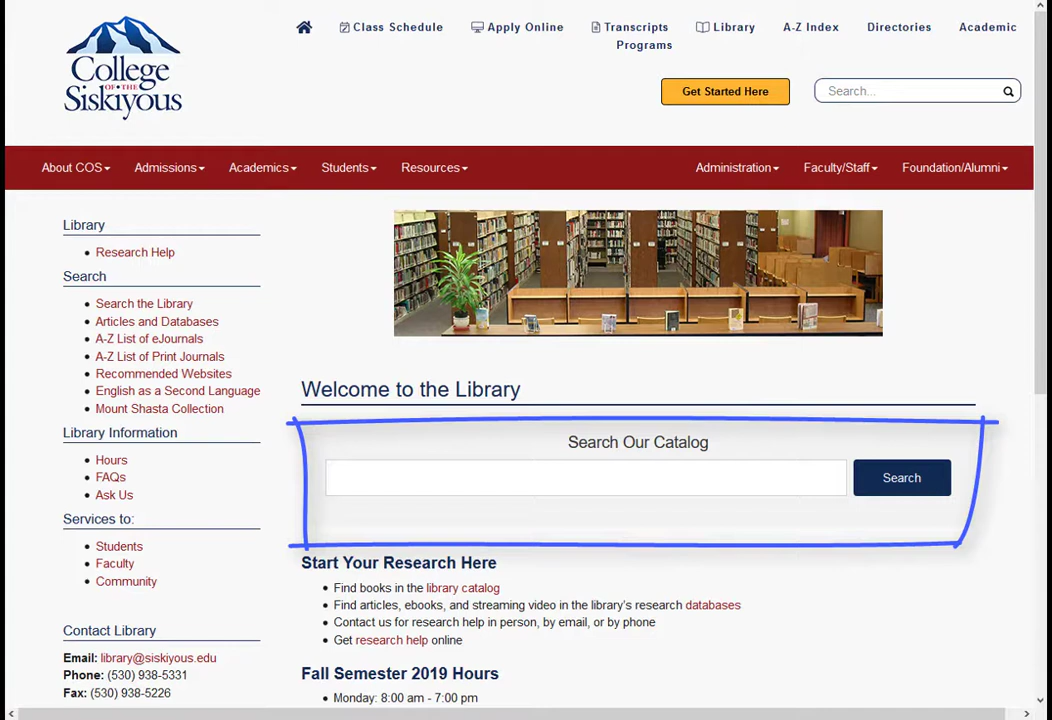 Class Schedule
Apply Online
Transcripts
Library
A-Z Index
Directories
Academic
Programs
College
OF THE
Siskiyous
Get Started Here
Search...
About COS
Admissions
Academics
Students
Resources
Administration
Faculty/Staff
Foundation/Alumni
Library
Research Help
Search
Search the Library
Articles and Databases
A-Z List of eJournals
A-Z List of Print Journals
Recommended Websites
English as a Second Language
Mount Shasta Collection
Library Information
Hours
FAQs
Ask Us
Services to:
Students
Faculty
Community
Contact Library
Email: library@siskiyous.edu
Phone: (530) 938-5331
Fax: (530) 938-5226
Welcome to the Library
Search Our Catalog
Search
Start Your Research Here
Find books in the library catalog
Find articles, ebooks, and streaming video in the library's research databases
Contact us for research help in person, by email, or by phone
Get research help online
Fall Semester 2019 Hours
Monday: 8:00 am - 7:00 pm